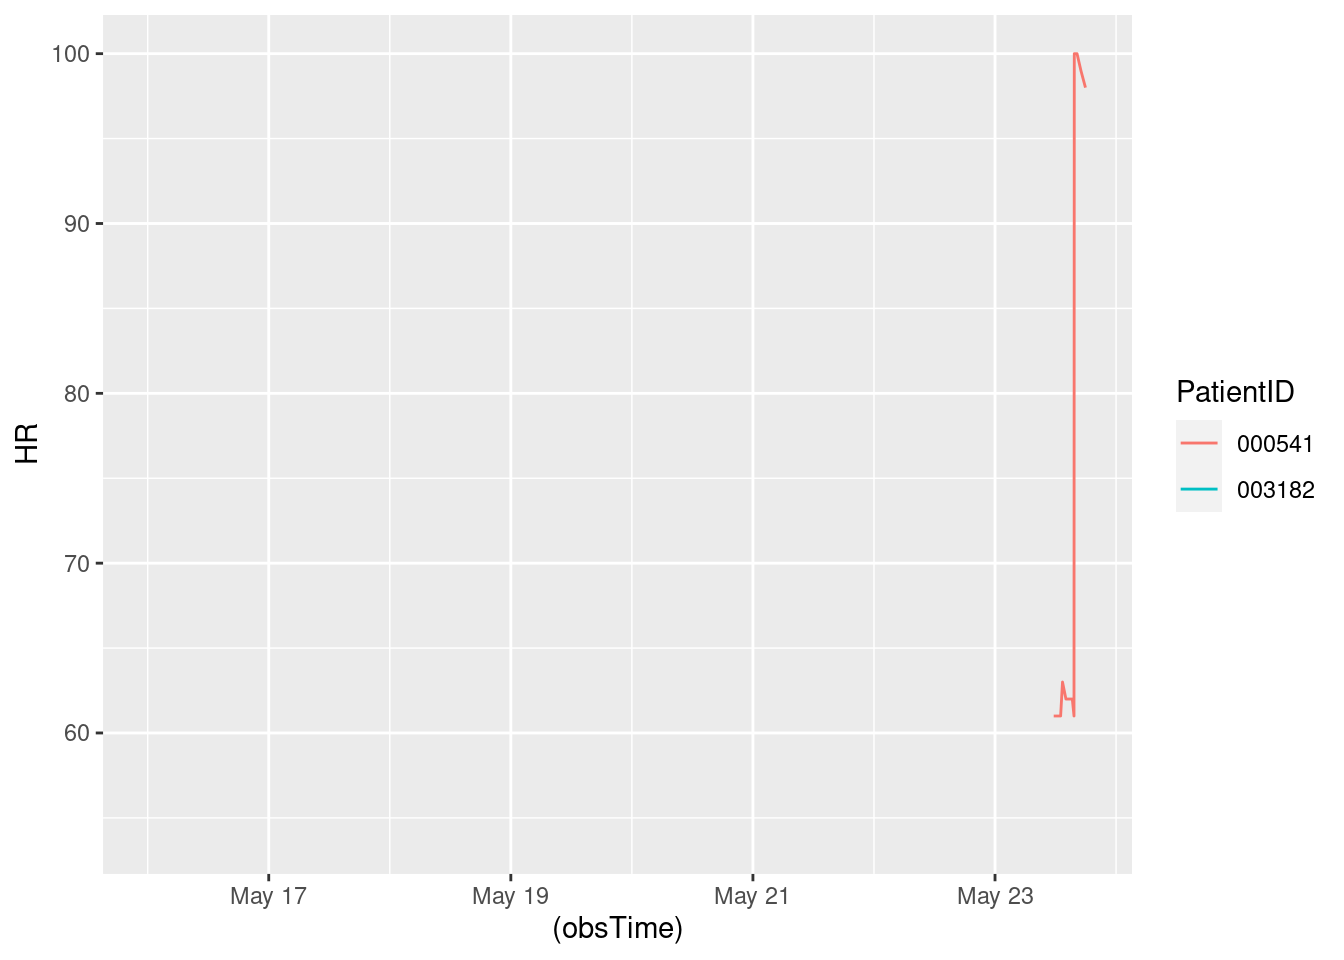 100
90
80
70
60
HR
May 17
May 19
May 21
May 23
(obsTime)
PatientID
000541
003182